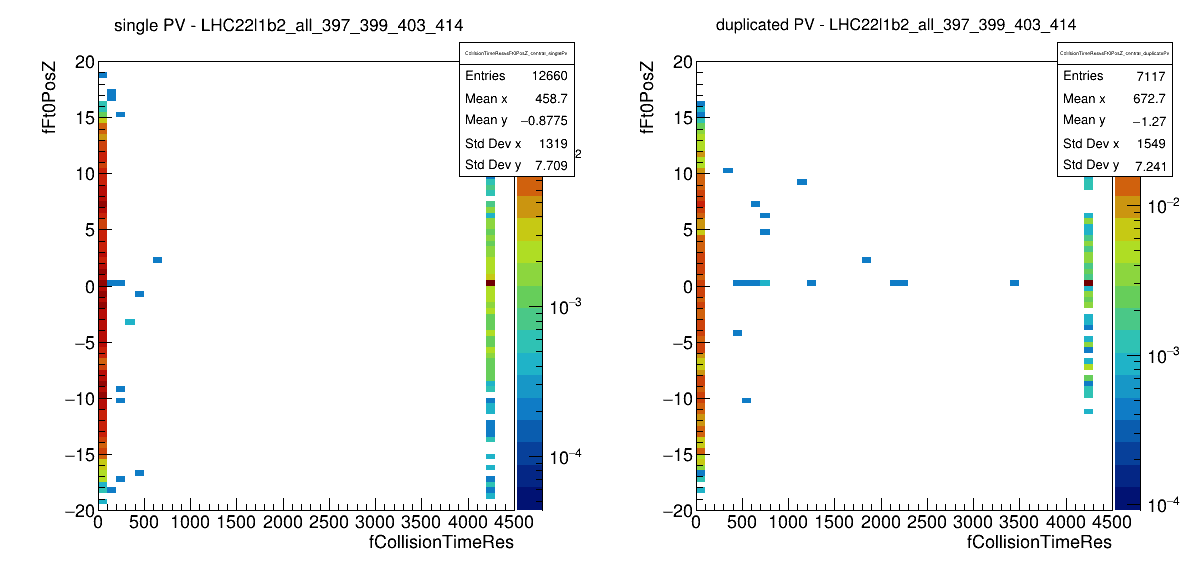 single PV - LHC22l1b2_all_397_399_403_414
CollisionTimeResvsFt0PosZ_central_singlePV
Entries 12660
Mean x 458.7
Mean y −0.8775
Std Dev x 1319
Std Dev y 7.709
fFt0PosZ
20
15
10
5
0
−5
−10
−15
−20
0 500 1000 1500 2000 2500 3000 3500 4000 4500
fCollisionTimeRes
2
10−3
10−4
duplicated PV - LHC22l1b2_all_397_399_403_414
CollisionTimeResvsFt0PosZ_central_duplicatePV
Entries 7117
Mean x 672.7
Mean y −1.27
Std Dev x 1549
Std Dev y 7.241
fFt0PosZ
20
15
10
5
0
−5
−10
−15
−20
0 500 1000 1500 2000 2500 3000 3500 4000 4500
fCollisionTimeRes
10−2
10−3
10−4